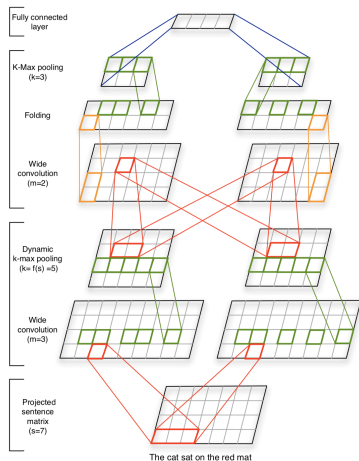 Fully connected
layer
K-Max pooling
(k=3)
Folding
Wide
convolution
(m=2)
Dynamic
k-max pooling
(k= f(s) =5)
Wide
convolution
(m=3)
Projected
sentence
matrix
(s=7)
The cat sat on the red mat